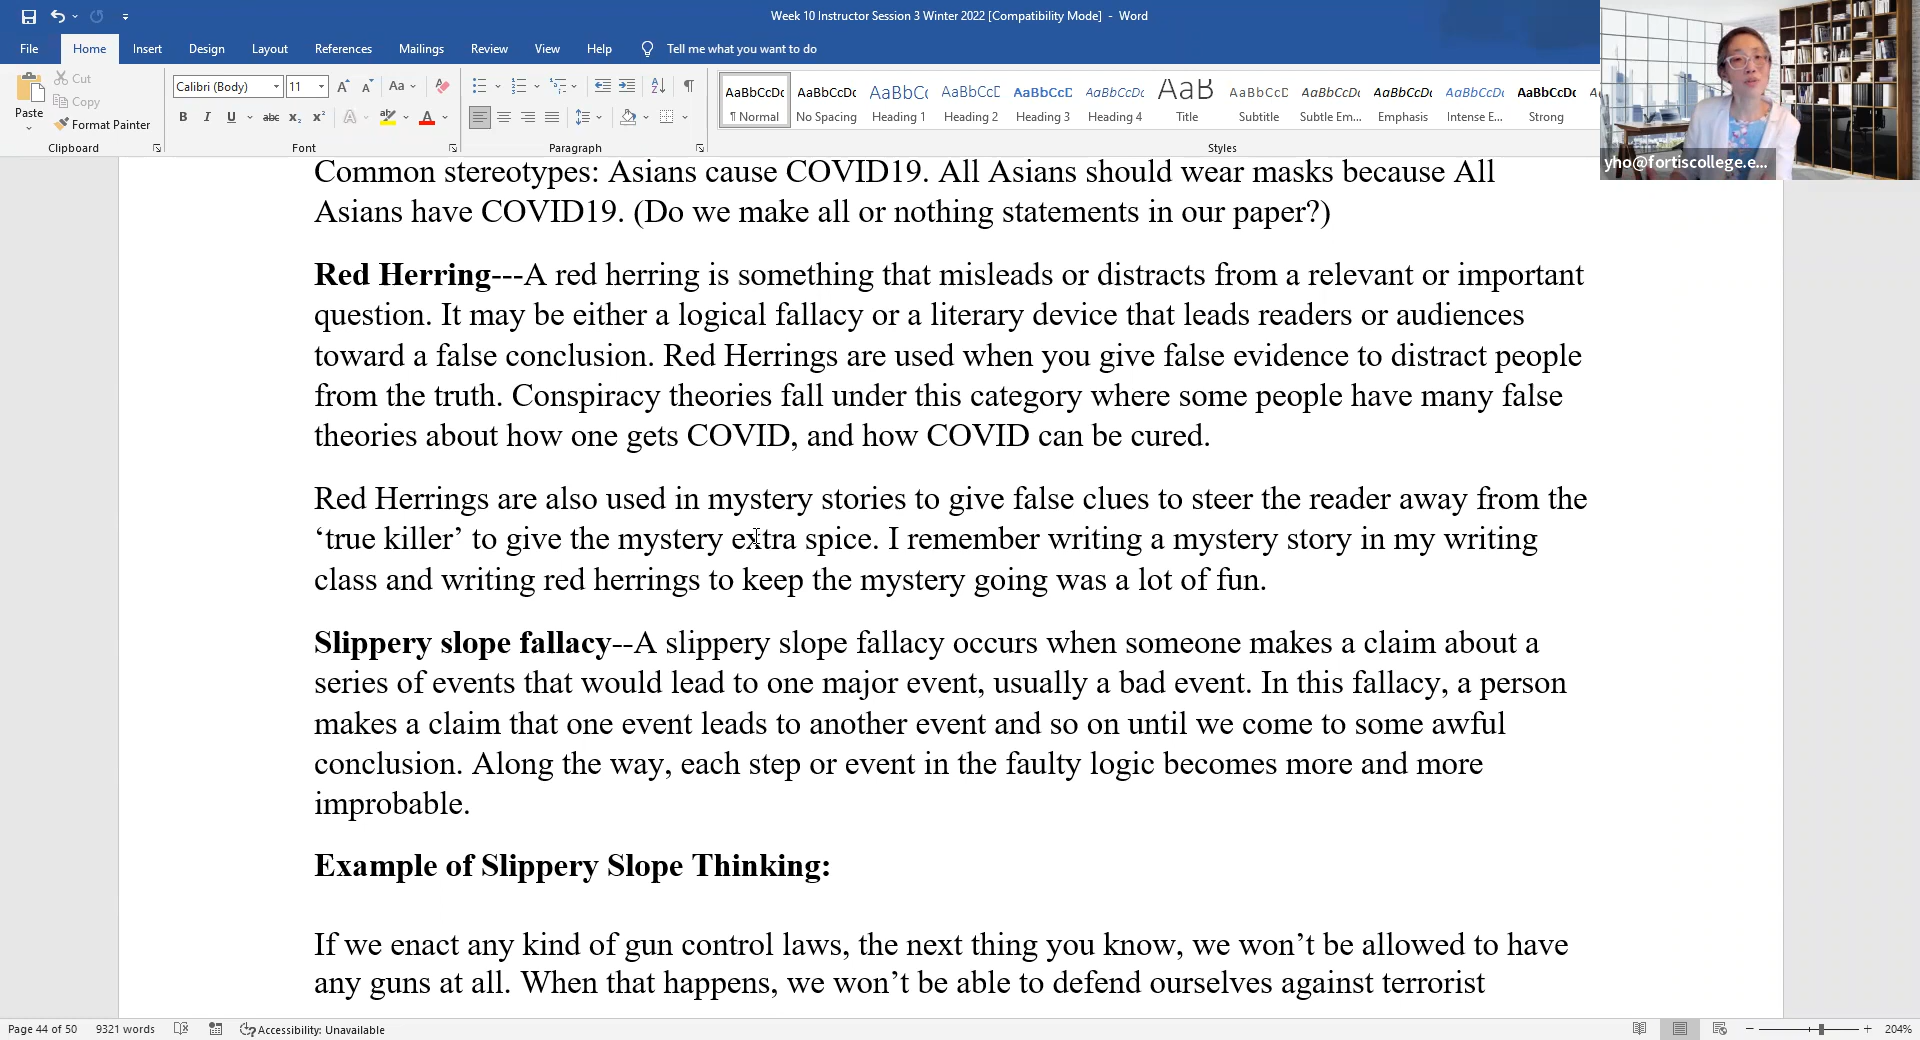 Week 10 Instructor Session 3 Winter 2022 [Compatibility Mode] - Word
File Home Insert Design Layout References Mailings Review View Help Tell me what you want to do
Paste
Cut
Copy
Format Painter
Clipboard
Calibri (Body) 11
Font
Paragraph
AaBbCcDc AaBbCcDc AaBbC( AaBbCcE AaBbCcE AaBbCcDc AaB AaBbCcD AaBbCcDc AaBbCcDc AaBbCcDc AaBbCcDc
¶ Normal No Spacing Heading 1 Heading 2 Heading 3 Heading 4 Title Subtitle Subtle Em... Emphasis Intense E... Strong
Styles
yho@fortiscollege.e...
Common stereotypes: Asians cause COVID19. All Asians should wear masks because All
Asians have COVID19. (Do we make all or nothing statements in our paper?)
Red Herring---A red herring is something that misleads or distracts from a relevant or important
question. It may be either a logical fallacy or a literary device that leads readers or audiences
toward a false conclusion. Red Herrings are used when you give false evidence to distract people
from the truth. Conspiracy theories fall under this category where some people have many false
theories about how one gets COVID, and how COVID can be cured.
Red Herrings are also used in mystery stories to give false clues to steer the reader away from the
‘true killer’ to give the mystery extra spice. I remember writing a mystery story in my writing
class and writing red herrings to keep the mystery going was a lot of fun.
Slippery slope fallacy--A slippery slope fallacy occurs when someone makes a claim about a
series of events that would lead to one major event, usually a bad event. In this fallacy, a person
makes a claim that one event leads to another event and so on until we come to some awful
conclusion. Along the way, each step or event in the faulty logic becomes more and more
improbable.
Example of Slippery Slope Thinking:
If we enact any kind of gun control laws, the next thing you know, we won’t be allowed to have
any guns at all. When that happens, we won’t be able to defend ourselves against terrorist
Page 44 of 50 9321 words Accessibility: Unavailable 204%